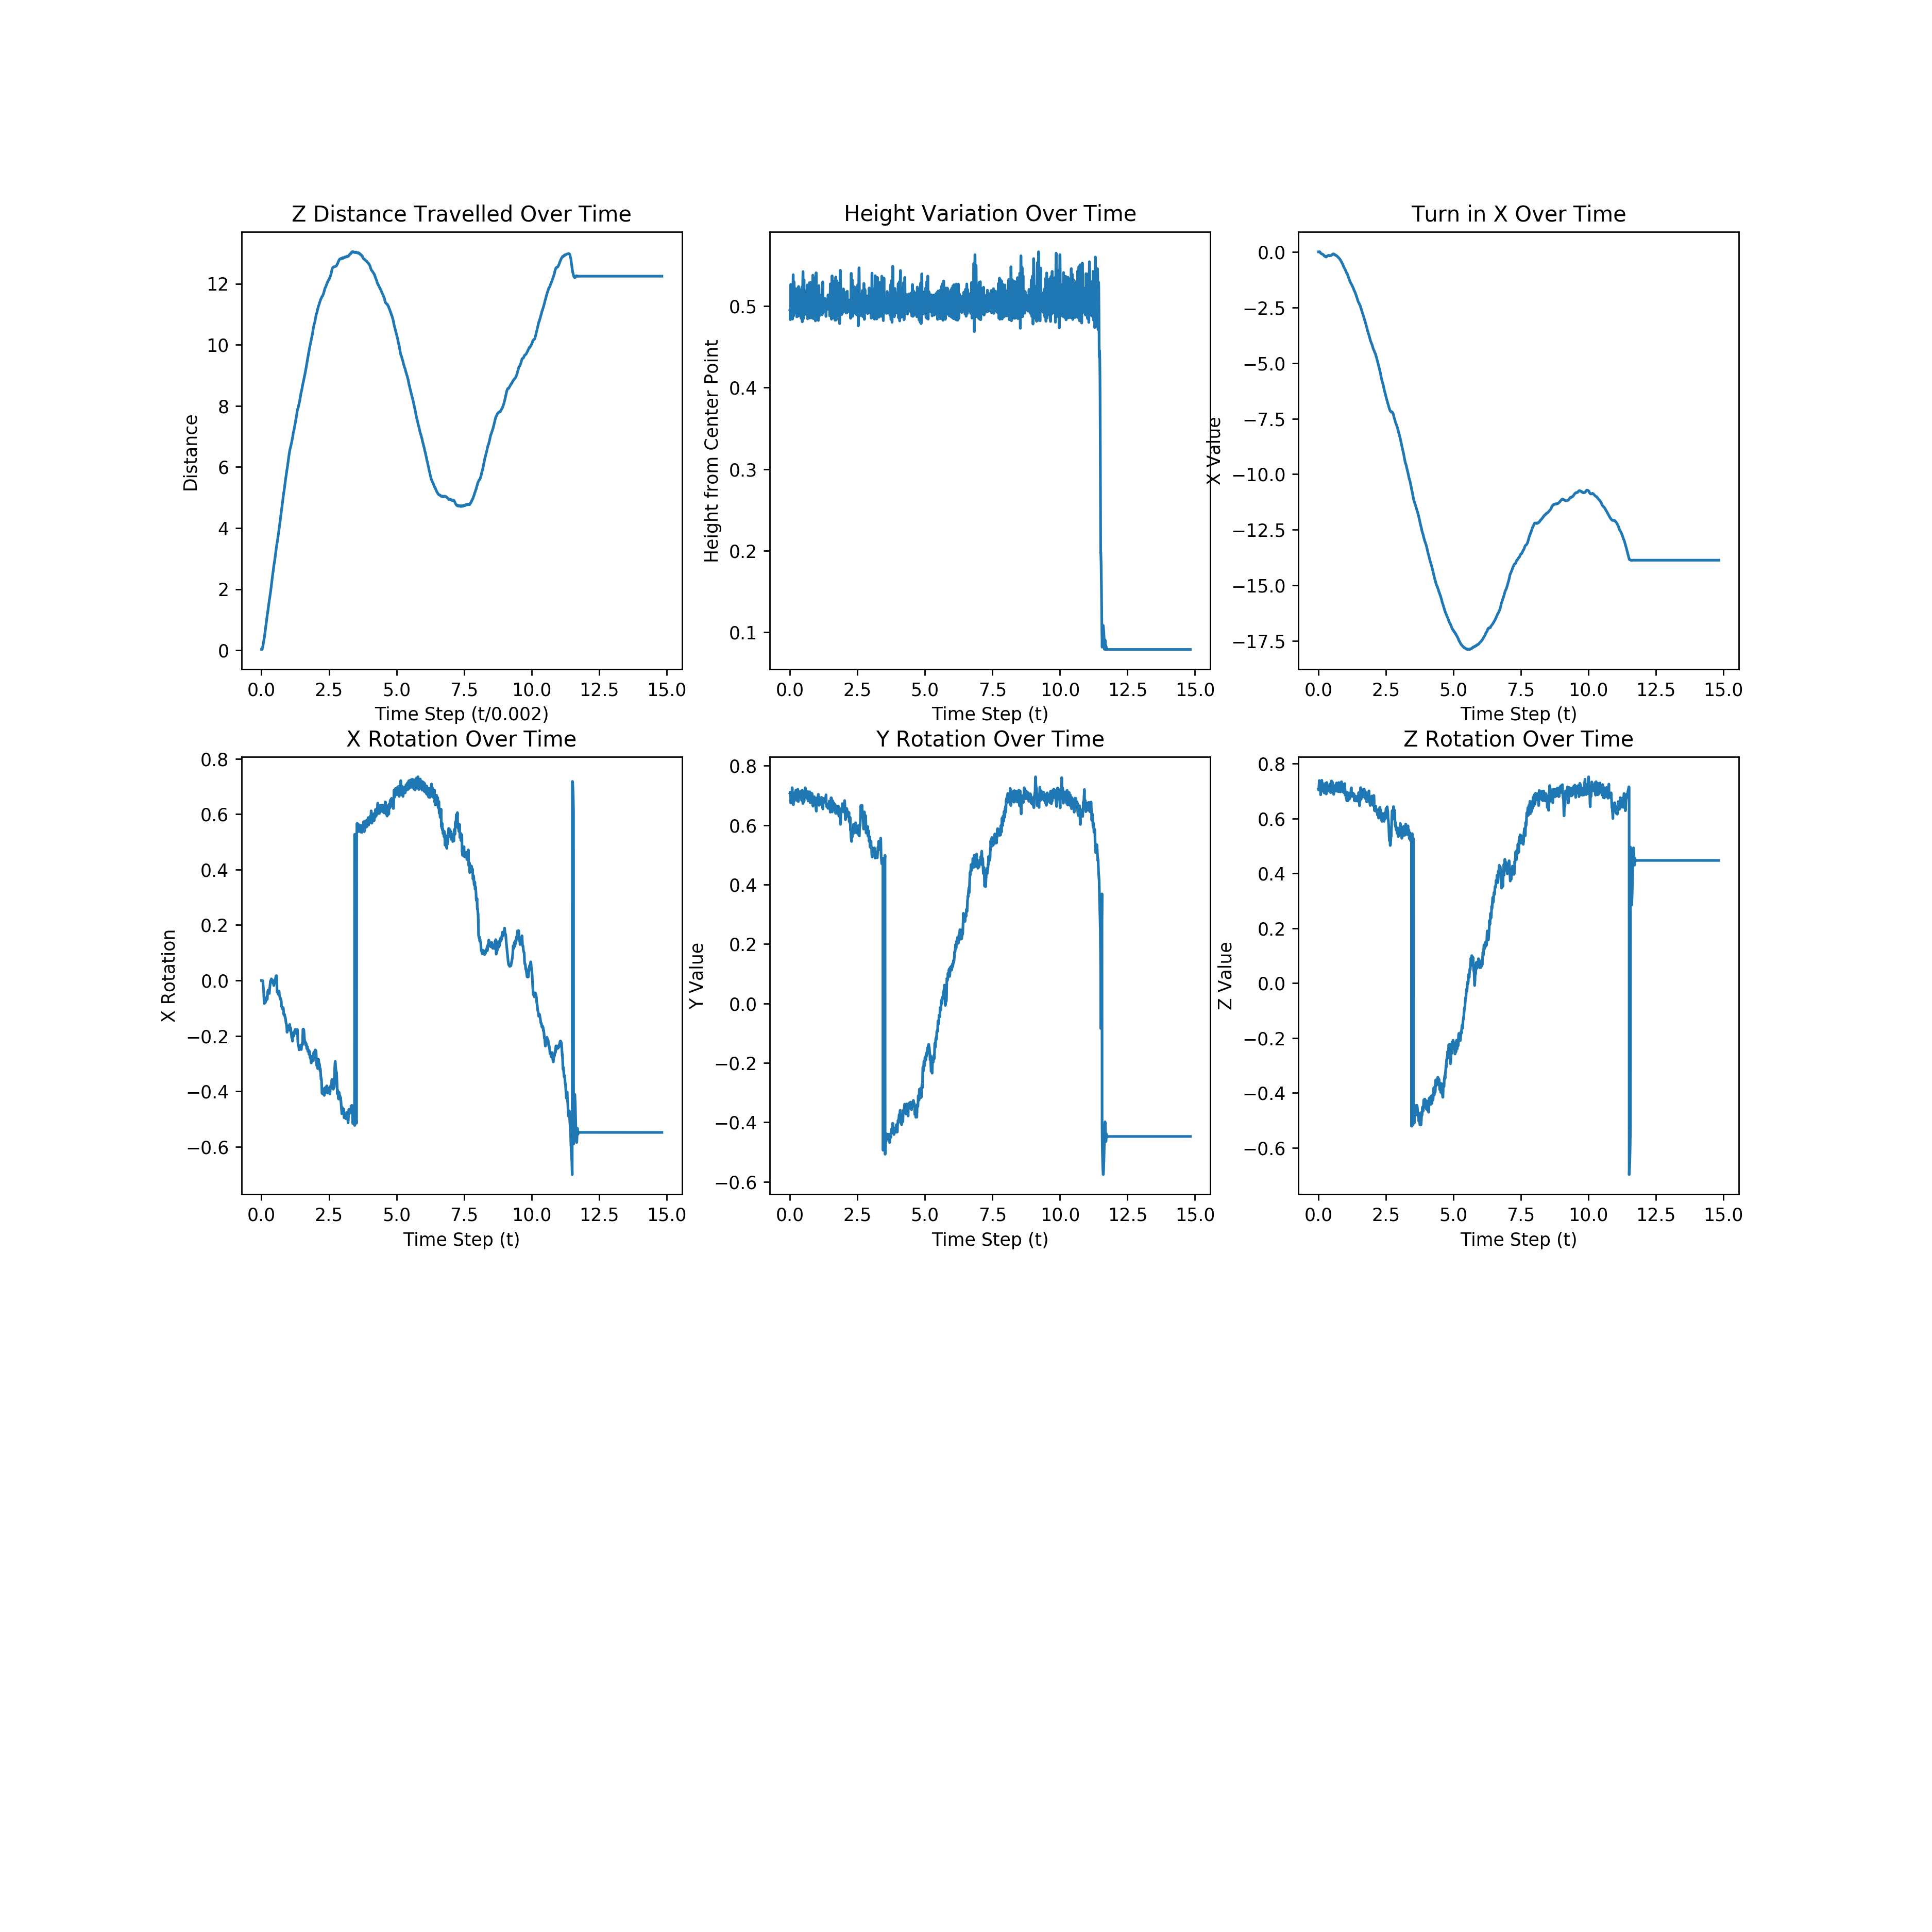 Z Distance Travelled Over Time
Distance
12
10
8
6
4
2
0
0.0 2.5 5.0 7.5 10.0 12.5 15.0
Time Step (t/0.002)
Height Variation Over Time
Height from Center Point
0.5
0.4
0.3
0.2
0.1
0.0 2.5 5.0 7.5 10.0 12.5 15.0
Time Step (t)
Turn in X Over Time
X Value
0.0
−2.5
−5.0
−7.5
−10.0
−12.5
−15.0
−17.5
0.0 2.5 5.0 7.5 10.0 12.5 15.0
Time Step (t)
X Rotation Over Time
X Rotation
0.8
0.6
0.4
0.2
0.0
−0.2
−0.4
−0.6
0.0 2.5 5.0 7.5 10.0 12.5 15.0
Time Step (t)
Y Rotation Over Time
Y Value
0.8
0.6
0.4
0.2
0.0
−0.2
−0.4
−0.6
0.0 2.5 5.0 7.5 10.0 12.5 15.0
Time Step (t)
Z Rotation Over Time
Z Value
0.8
0.6
0.4
0.2
0.0
−0.2
−0.4
−0.6
0.0 2.5 5.0 7.5 10.0 12.5 15.0
Time Step (t)